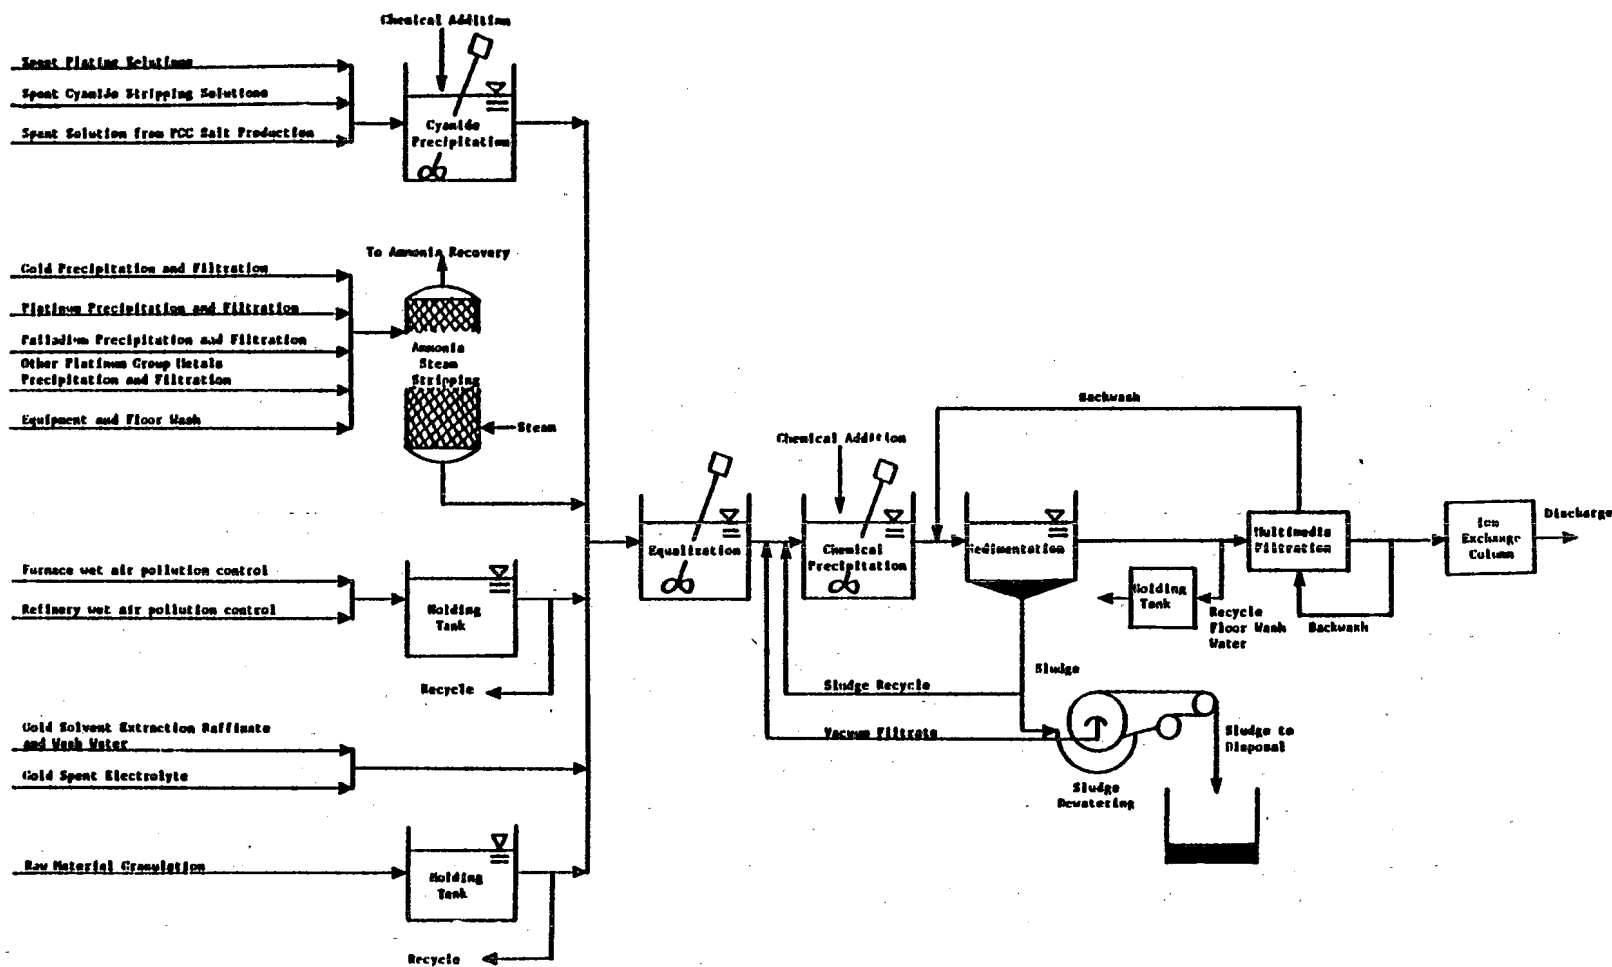 Chemical Addition
Spent Plating Solutions
Spent Cyanide Stripping Solutions
Spent Solution from PGC Salt Production
Cyanide
Precipitation
To Ammonia Recovery
Gold Precipitation and Filtration
Platinum Precipitation and Filtration
Palladium Precipitation and Filtration
Other Platinum Group Metals
Precipitation and Filtration
Equipment and Floor Wash
Ammonia
Steam
Stripping
Steam
Backwash
Chemical Addition
Equalization
Chemical
Precipitation
Sedimentation
Multimedia
Filtration
Ion
Exchange
Column
Discharge
Holding
Tank
Recycle
Floor Wash
Water
Backwash
Furnace wet air pollution control
Refinery wet air pollution control
Holding
Tank
Recycle
Sludge
Sludge Recycle
Vacuum Filtrate
Sludge to
Disposal
Sludge
Dewatering
Gold Solvent Extraction Raffinate
and Wash Water
Gold Spent Electrolyte
Raw Material Granulation
Holding
Tank
Recycle